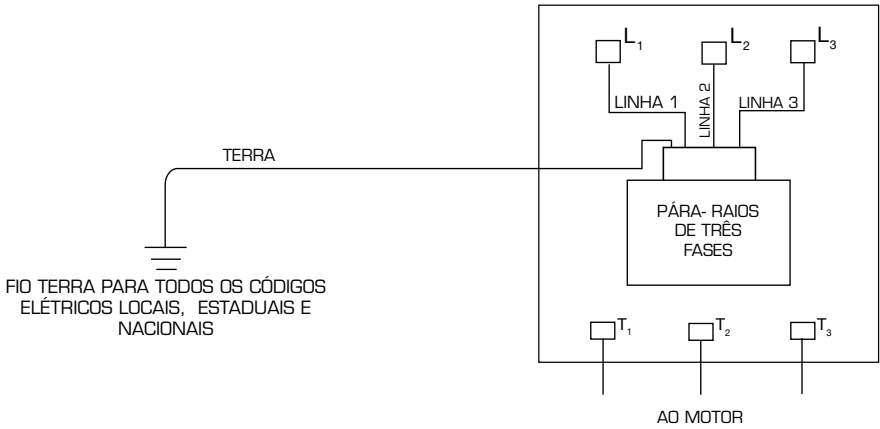 L1
L2
L3
LINHA 1
LINHA 2
LINHA 3
TERRA
PÁRA- RAIOS
DE TRÊS
FASES
FIO TERRA PARA TODOS OS CÓDIGOS
ELÉTRICOS LOCAIS, ESTADUAIS E
NACIONAIS
T1
T2
T3
AO MOTOR